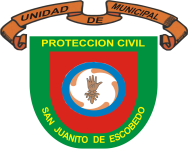 UNIDAD DE MUNICIPAL
PROTECCION CIVIL
SAN JUANITO DE ESCOBEDO